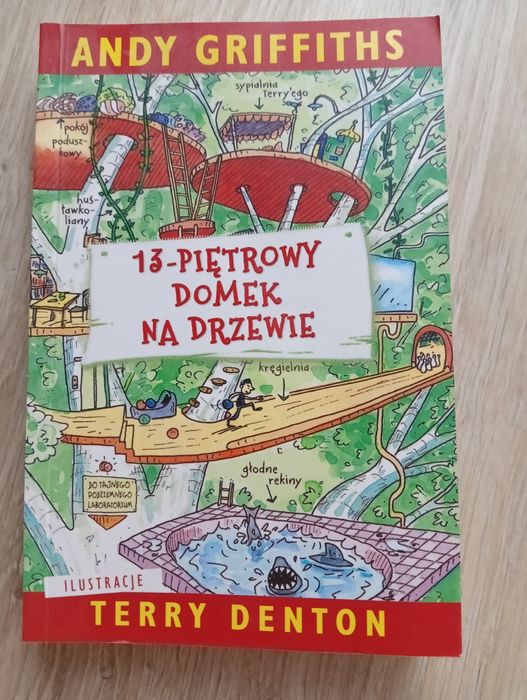 ANDY GRIFFITHS
sypialnia
terry'ego
pokój
podusz-
kowy
huś-
tawko-
liany
13-PIĘTROWY
DOMEK
NA DRZEWIE
kręgielnia
głodne
rekiny
DO TAJNEGO
PODZIEMNEGO
LABORATORIUM
ILUSTRACJE
TERRY DENTON